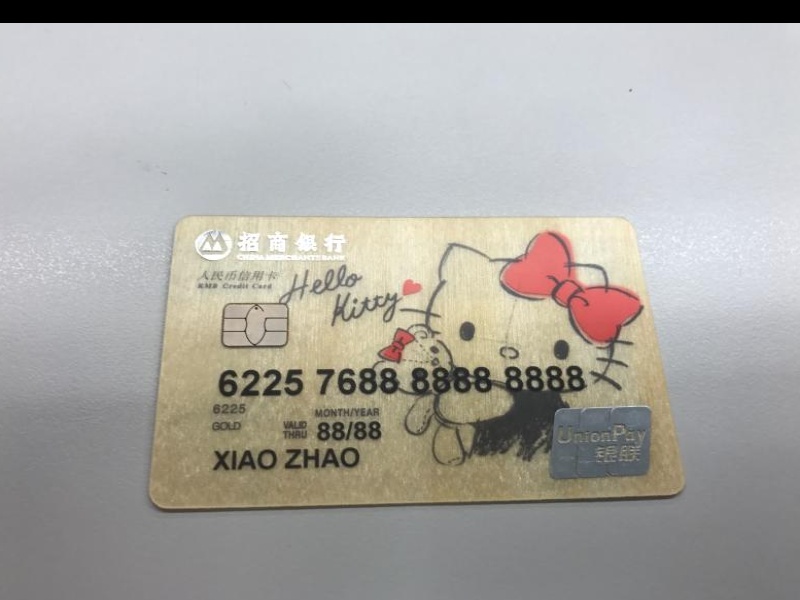 招商银行
CHINA MERCHANTS BANK
人民币信用卡
RMB Credit Card
Hello
Kitty
6225 7688 8888 8888
6225
MONTH/YEAR
GOLD
VALID THRU
88/88
XIAO ZHAO
UnionPay
银联